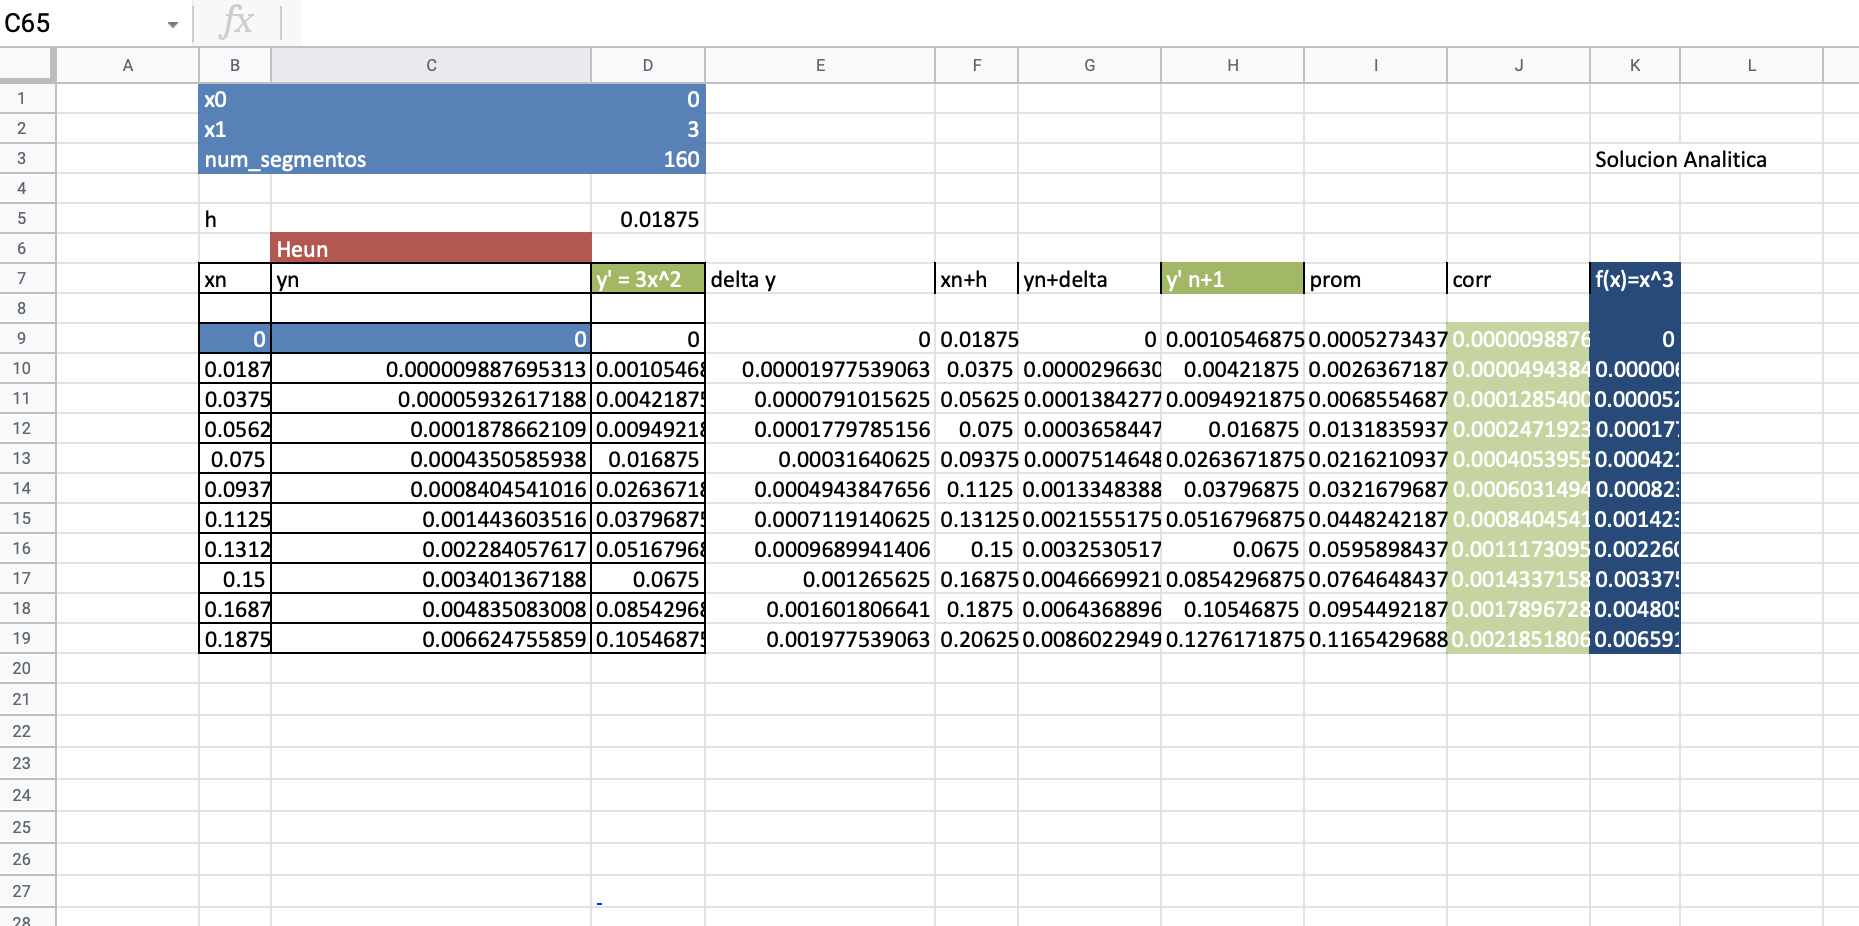 C65 fx
A B C D E F G H I J K L
1 x0 0
2 x1 3
3 num_segmentos 160 Solucion Analitica
4
5 h 0.01875
6 Heun
7 xn yn y' = 3x^2 delta y xn+h yn+delta y' n+1 prom corr f(x)=x^3
8
9 0 0 0 0 0.01875 0 0.0010546875 0.0005273437 0.0000098876 0
10 0.0187 0.000009887695313 0.0010546 0.00001977539063 0.0375 0.0000296630 0.00421875 0.0026367187 0.0000494384 0.00000
11 0.0375 0.00005932617188 0.00421875 0.0000791015625 0.05625 0.0001384277 0.0094921875 0.0068554687 0.0001285400 0.000052
12 0.0562 0.0001878662109 0.0094921 0.0001779785156 0.075 0.0003658447 0.016875 0.0131835937 0.0002471923 0.00017
13 0.075 0.0004350585938 0.016875 0.00031640625 0.09375 0.0007514648 0.0263671875 0.0216210937 0.0004053955 0.00042
14 0.0937 0.0008404541016 0.0263671 0.0004943847656 0.1125 0.0013348388 0.03796875 0.0321679687 0.0006031494 0.00082
15 0.1125 0.001443603516 0.03796875 0.0007119140625 0.13125 0.0021555175 0.0516796875 0.0448242187 0.0008404541 0.001423
16 0.1312 0.002284057617 0.0516796 0.0009689941406 0.15 0.0032530517 0.0675 0.0595898437 0.0011173095 0.00226
17 0.15 0.003401367188 0.0675 0.001265625 0.16875 0.0046669921 0.0854296875 0.0764648437 0.0014337158 0.003375
18 0.1687 0.004835083008 0.0854296 0.001601806641 0.1875 0.0064368896 0.10546875 0.0954492187 0.0017896728 0.004805
19 0.1875 0.006624755859 0.10546875 0.001977539063 0.20625 0.0086022949 0.1276171875 0.1165429688 0.0021851806 0.00659
20
21
22
23
24
25
26
27
28